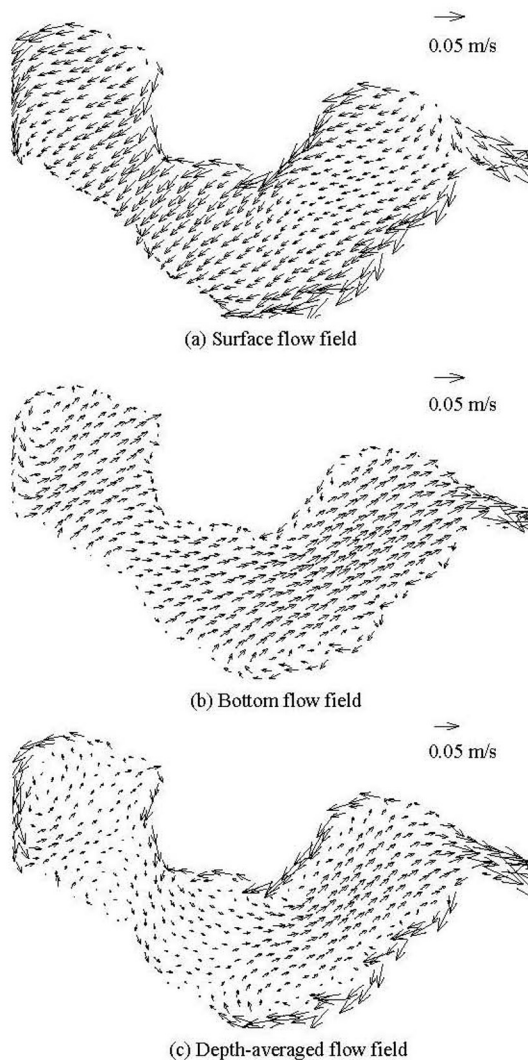 0.05 m/s
(a) Surface flow field
0.05 m/s
(b) Bottom flow field
0.05 m/s
(c) Depth-averaged flow field